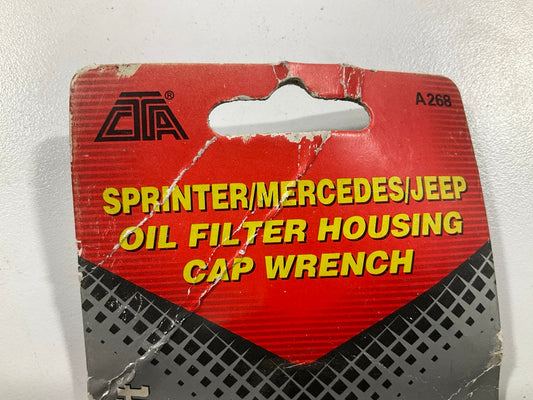 CTA®
A268
SPRINTER/MERCEDES/JEEP
OIL FILTER HOUSING
CAP WRENCH